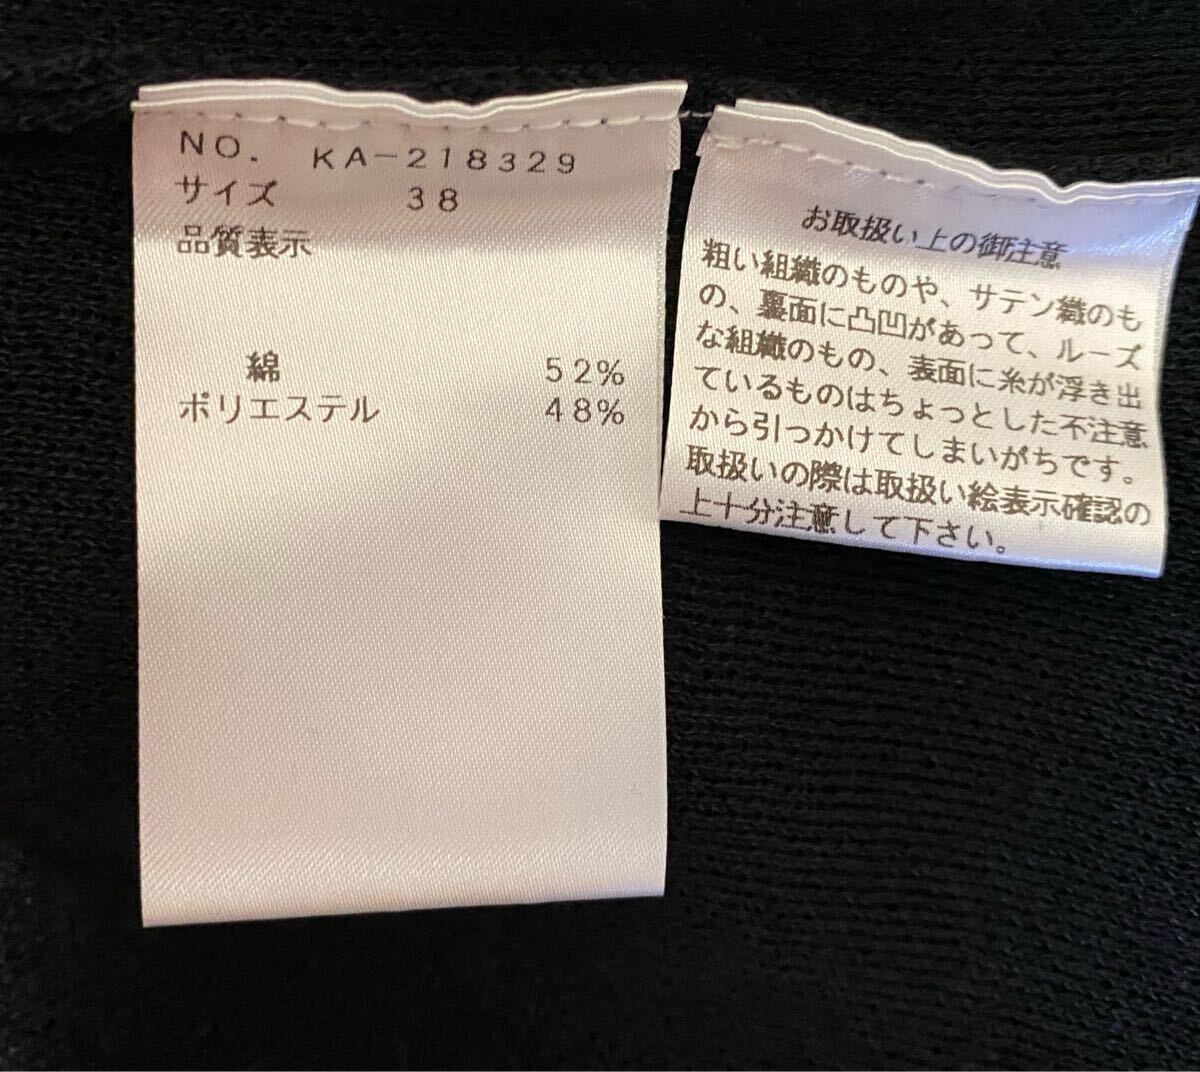 NO. KA-218329
サイズ 38
品質表示
綿 52%
ポリエステル 48%
お取扱い上の御注意
粗い組織のものや、サテン織のも
の、裏面に凸凹があって、ルーズ
な組織のもの、表面に糸が浮き出
ているものはちょっとした不注意
から引っかけてしまいがちです。
取扱いの際は取扱い絵表示確認の
上十分注意して下さい。